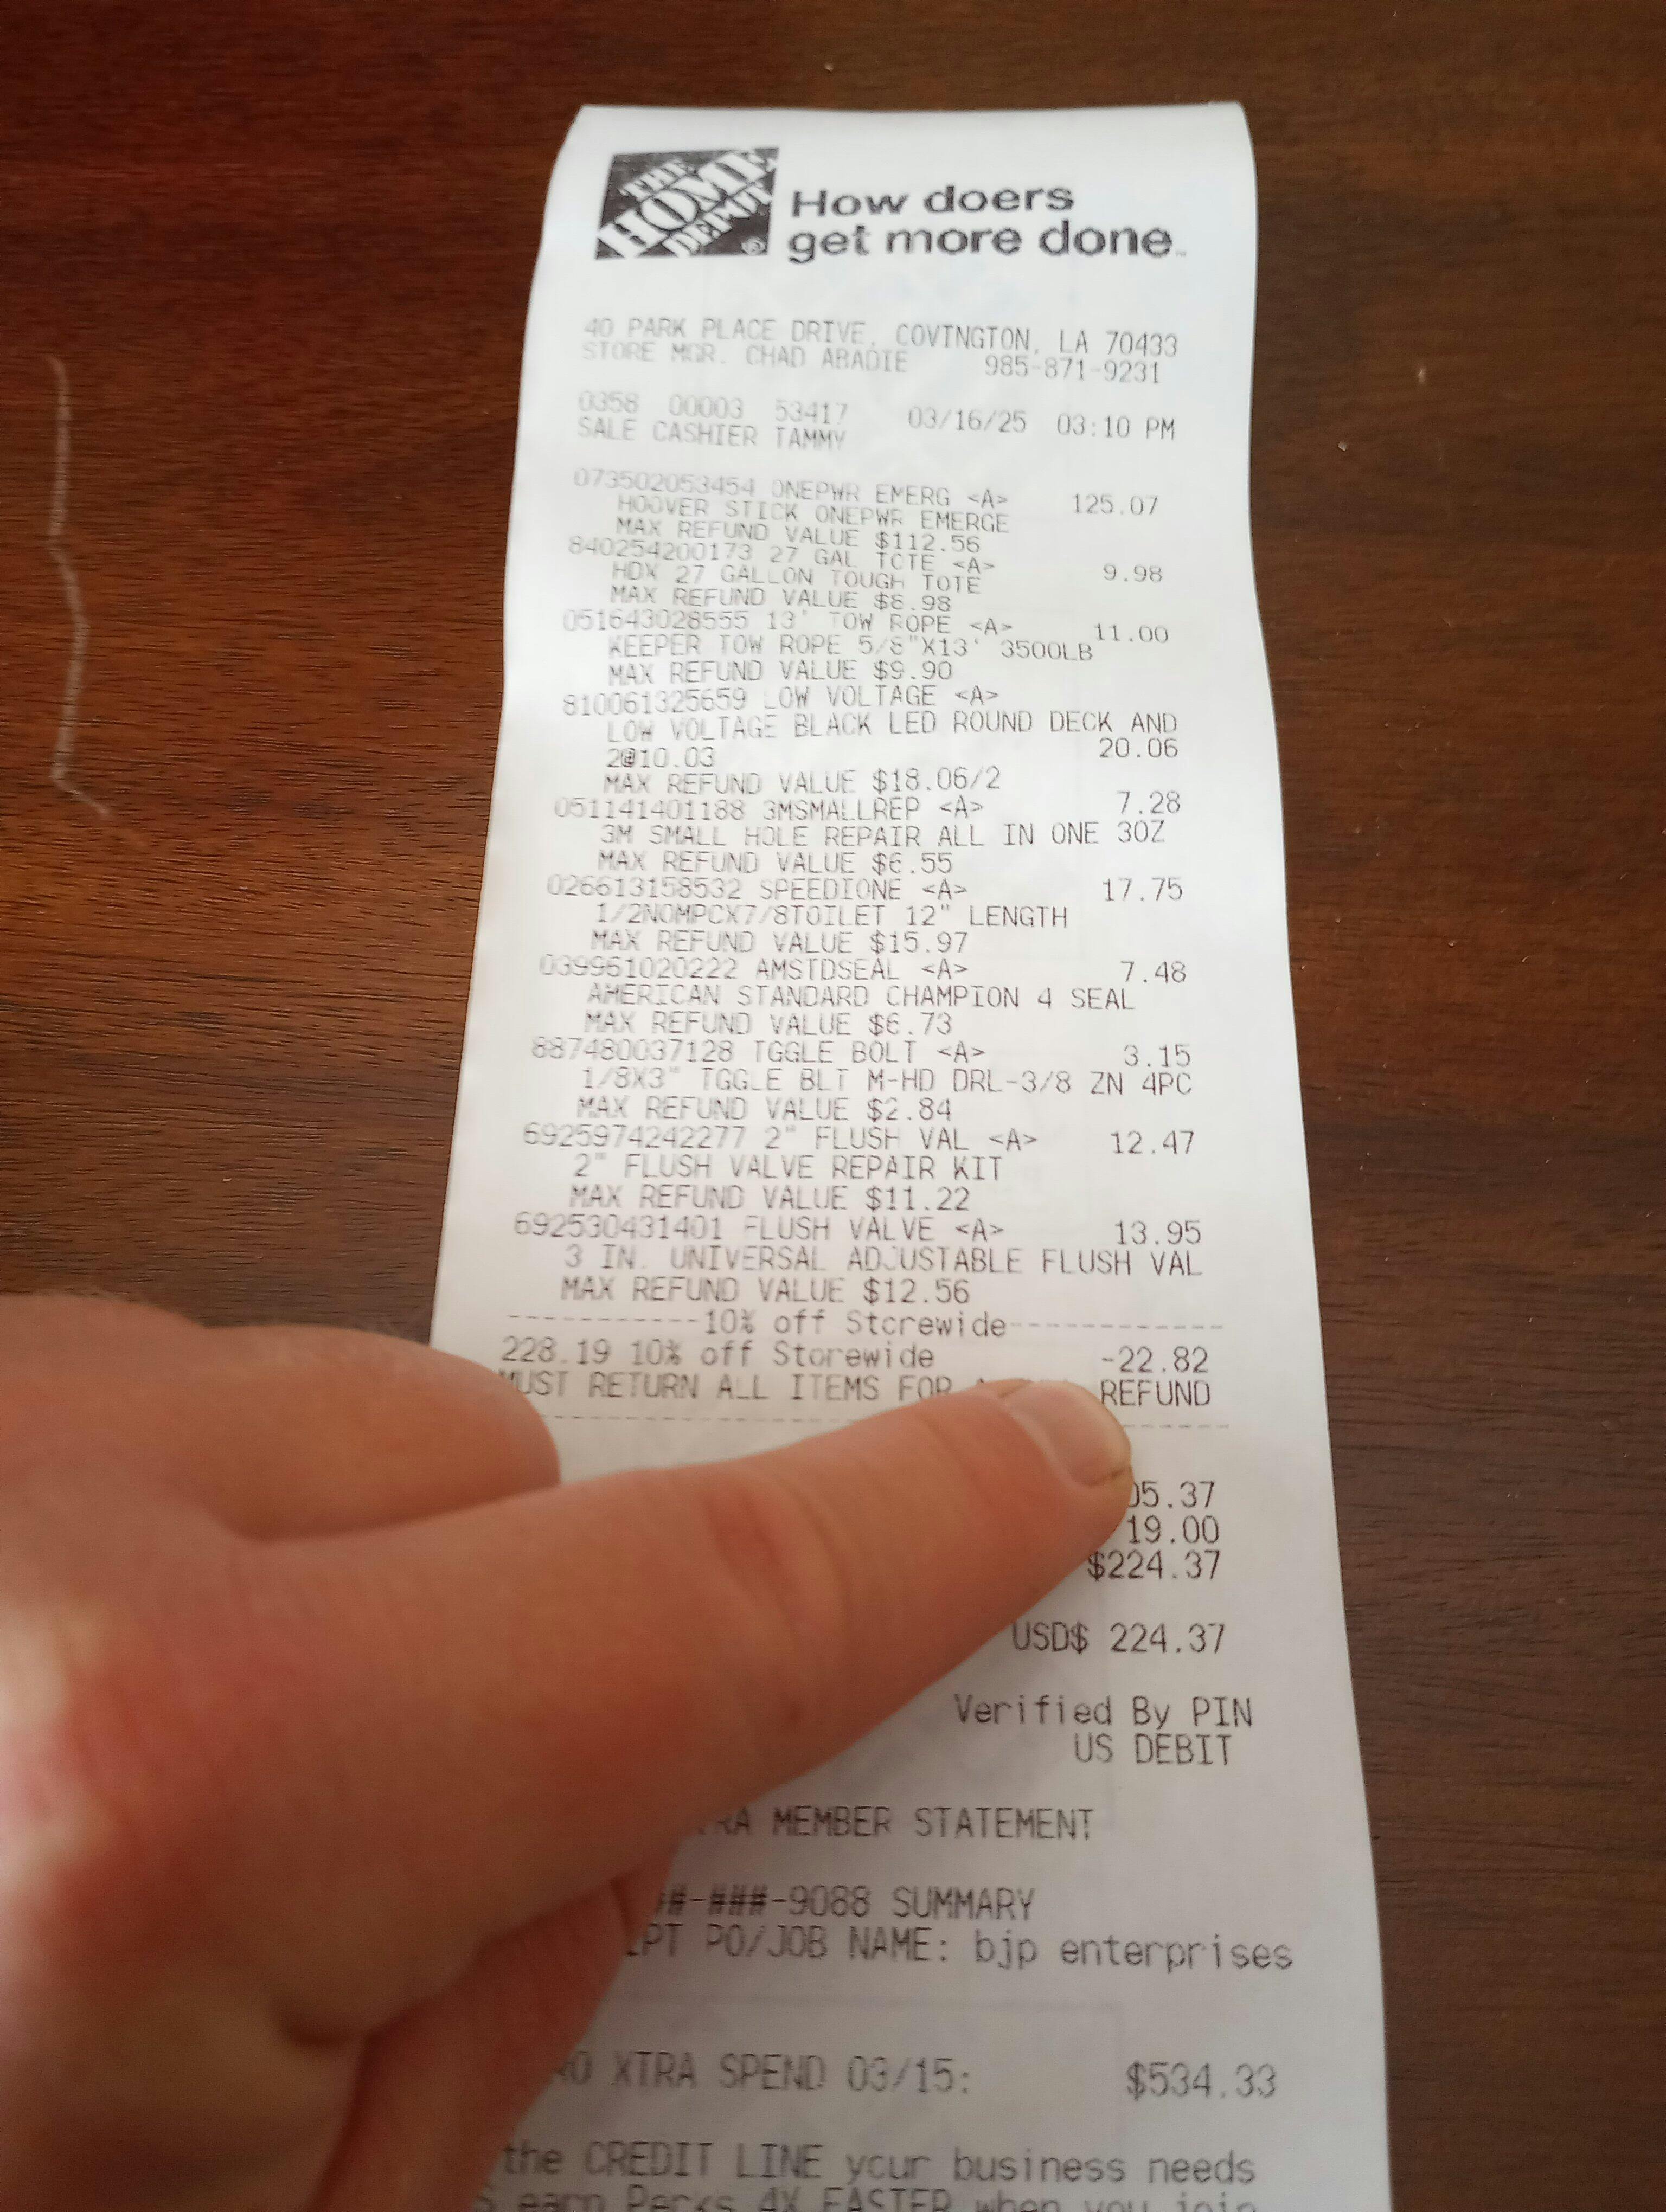 THE HOME DEPOT
How doers
get more done.
40 PARK PLACE DRIVE, COVINGTON, LA 70433
STORE MGR. CHAD ABADIE 985-871-9231
0358 00003 53417 03/16/25 03:10 PM
SALE CASHIER TAMMY
073502053454 ONEPWR EMERG <A> 125.07
HOOVER STICK ONEPWR EMERGE
MAX REFUND VALUE $112.56
840254200173 27 GAL TOTE <A> 9.98
HDX 27 GALLON TOUGH TOTE
MAX REFUND VALUE $8.98
051643028555 13' TOW ROPE <A> 11.00
KEEPER TOW ROPE 5/8"X13' 3500LB
MAX REFUND VALUE $9.90
810061325659 LOW VOLTAGE <A>
LOW VOLTAGE BLACK LED ROUND DECK AND
2@10.03 20.06
MAX REFUND VALUE $18.06/2
051141401188 3MSMALLREP <A> 7.28
3M SMALL HOLE REPAIR ALL IN ONE 3OZ
MAX REFUND VALUE $6.55
026613158532 SPEEDIONE <A> 17.75
1/2NOMPCX7/8TOILET 12" LENGTH
MAX REFUND VALUE $15.97
039961020222 AMSTDSEAL <A> 7.48
AMERICAN STANDARD CHAMPION 4 SEAL
MAX REFUND VALUE $6.73
887480037128 TGGLE BOLT <A> 3.15
1/8X3" TGGLE BLT M-HD DRL-3/8 ZN 4PC
MAX REFUND VALUE $2.84
6925974242277 2" FLUSH VAL <A> 12.47
2" FLUSH VALVE REPAIR KIT
MAX REFUND VALUE $11.22
692530431401 FLUSH VALVE <A> 13.95
3 IN. UNIVERSAL ADJUSTABLE FLUSH VAL
MAX REFUND VALUE $12.56
-----------10% off Storewide------------
228.19 10% off Storewide -22.82
MUST RETURN ALL ITEMS FOR REFUND
05.37
19.00
$224.37
USD$ 224.37
Verified By PIN
US DEBIT
MEMBER STATEMENT
###-9088 SUMMARY
PO/JOB NAME: bjp enterprises
XTRA SPEND 03/15: $534.33
the CREDIT LINE your business needs
earn Perks 4X FASTER when you join